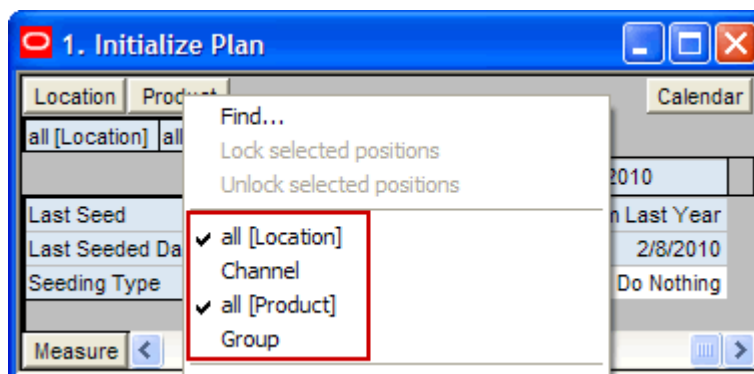 1. Initialize Plan
Location Product Calendar
Find...
all [Location] all
Lock selected positions
Unlock selected positions
2010
Last Seed Last Year
all [Location]
Last Seeded 2/8/2010
Channel
Seeding Type Do Nothing
all [Product]
Group
Measure